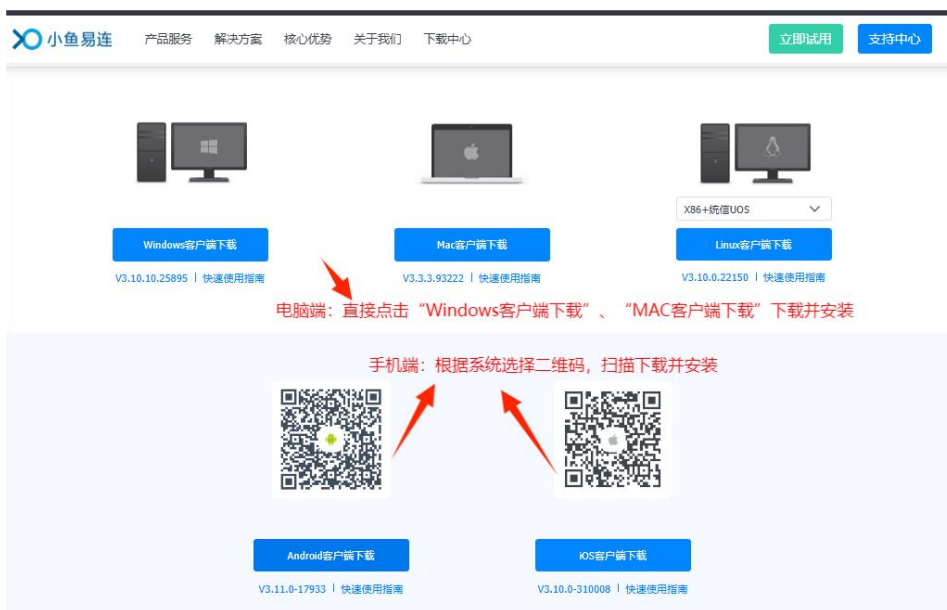 小鱼易连 产品服务 解决方案 核心优势 关于我们 下载中心 立即试用 支持中心
X86+统信UOS
Windows客户端下载 Mac客户端下载 Linux客户端下载
V3.10.10.25895 | 快速使用指南 V3.3.3.93222 | 快速使用指南 V3.10.0.22150 | 快速使用指南
电脑端：直接点击“Windows客户端下载”、“MAC客户端下载”下载并安装
手机端：根据系统选择二维码，扫描下载并安装
Android客户端下载 iOS客户端下载
V3.11.0-17933 | 快速使用指南 V3.10.0-310008 | 快速使用指南